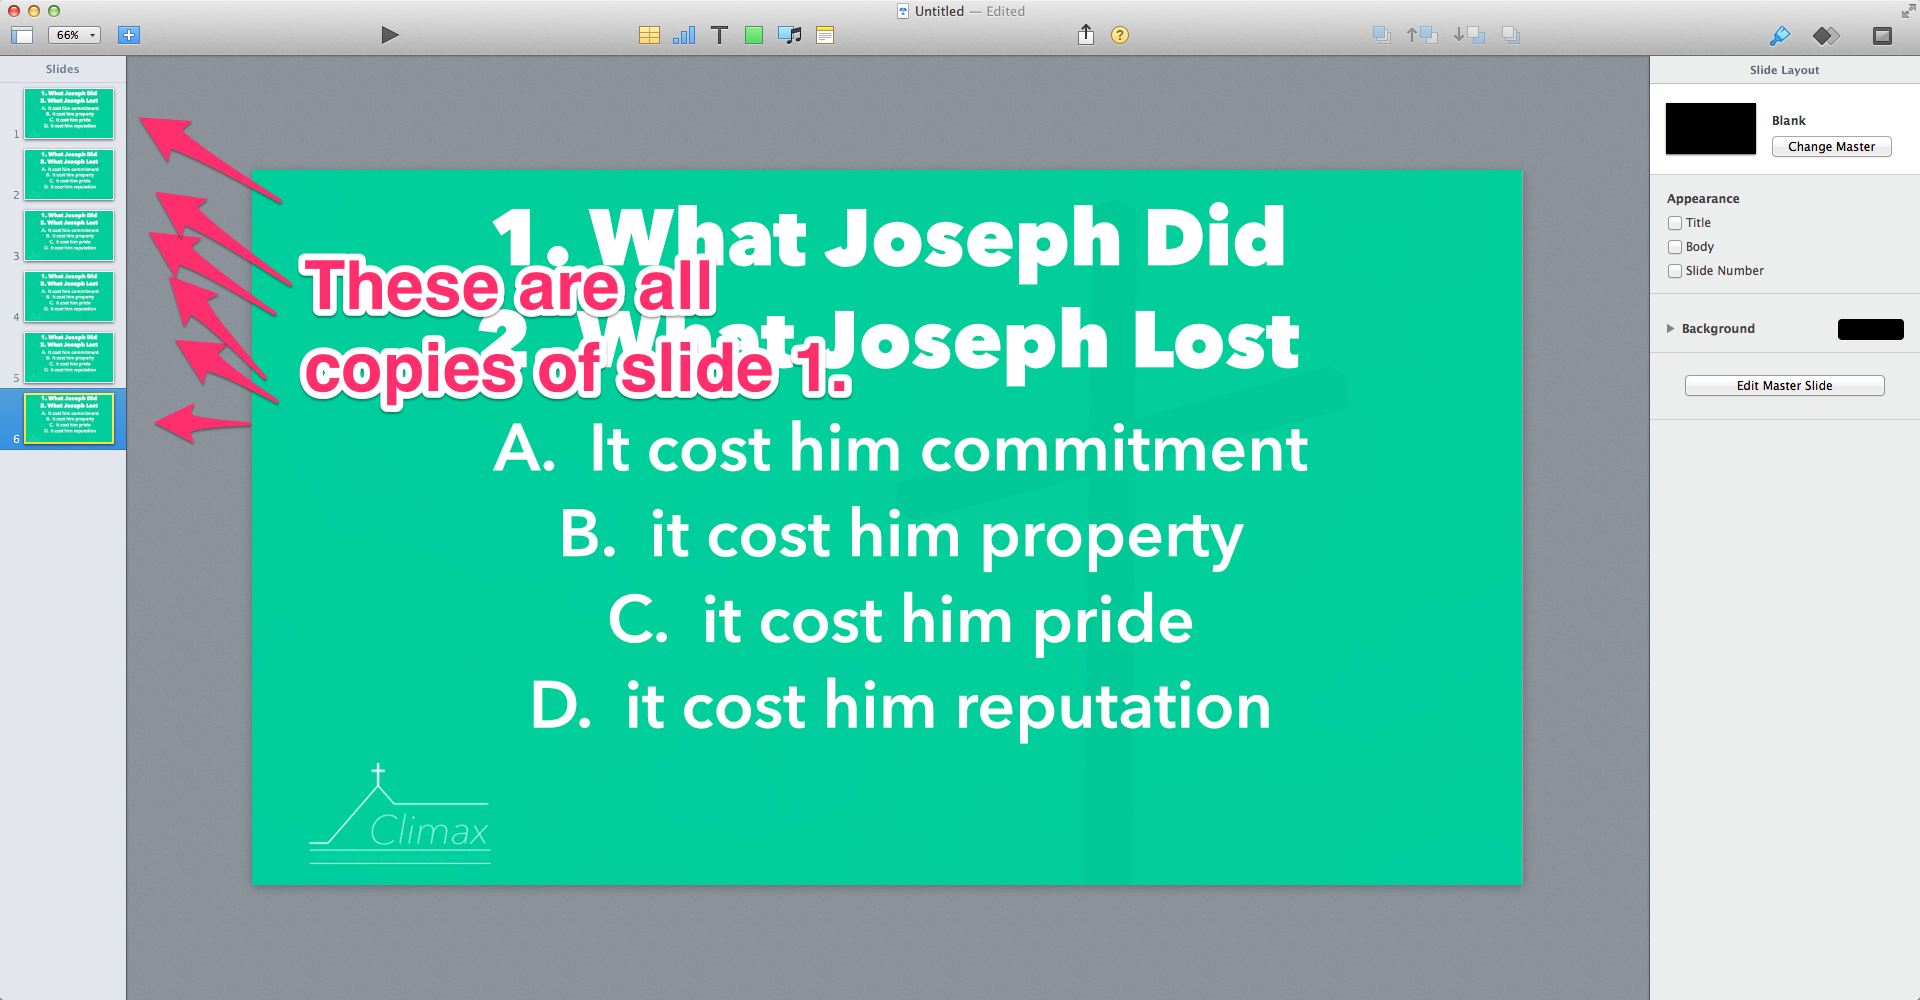 Untitled — Edited
66%
Slides
1. What Joseph Did
2. What Joseph Lost
A. It cost him commitment
B. it cost him property
C. it cost him pride
D. it cost him reputation
1
1. What Joseph Did
2. What Joseph Lost
A. It cost him commitment
B. it cost him property
C. it cost him pride
D. it cost him reputation
2
1. What Joseph Did
2. What Joseph Lost
A. It cost him commitment
B. it cost him property
C. it cost him pride
D. it cost him reputation
3
1. What Joseph Did
2. What Joseph Lost
A. It cost him commitment
B. it cost him property
C. it cost him pride
D. it cost him reputation
4
1. What Joseph Did
2. What Joseph Lost
A. It cost him commitment
B. it cost him property
C. it cost him pride
D. it cost him reputation
5
1. What Joseph Did
2. What Joseph Lost
A. It cost him commitment
B. it cost him property
C. it cost him pride
D. it cost him reputation
6
1. What Joseph Did
These are all
2. What Joseph Lost
copies of slide 1.
A. It cost him commitment
B. it cost him property
C. it cost him pride
D. it cost him reputation
Climax
Slide Layout
Blank
Change Master
Appearance
Title
Body
Slide Number
Background
Edit Master Slide